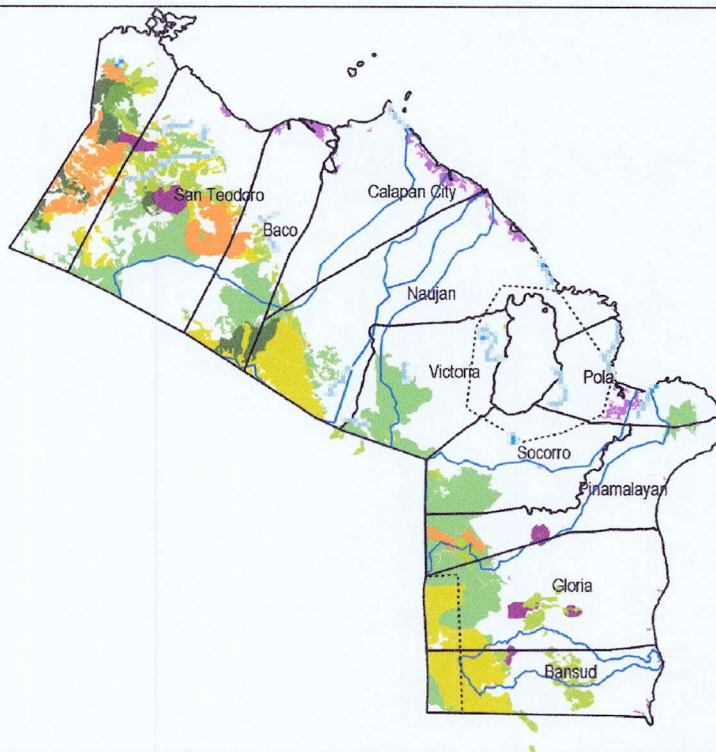 San Teodoro
Calapan City
Baco
Naujan
Victoria
Pola
Socorro
Pinamalayan
Gloria
Bansud